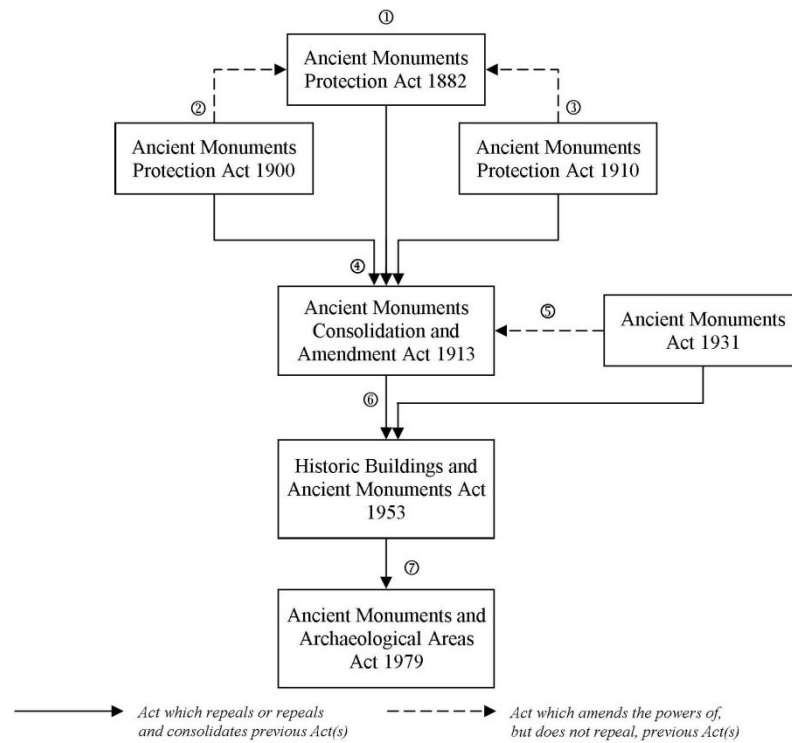 ①
Ancient Monuments
Protection Act 1882
②
③
Ancient Monuments
Protection Act 1900
Ancient Monuments
Protection Act 1910
④
Ancient Monuments
Consolidation and
Amendment Act 1913
⑤
Ancient Monuments
Act 1931
⑥
Historic Buildings and
Ancient Monuments Act
1953
⑦
Ancient Monuments and
Archaeological Areas
Act 1979
Act which repeals or repeals
and consolidates previous Act(s)
Act which amends the powers of,
but does not repeal, previous Act(s)